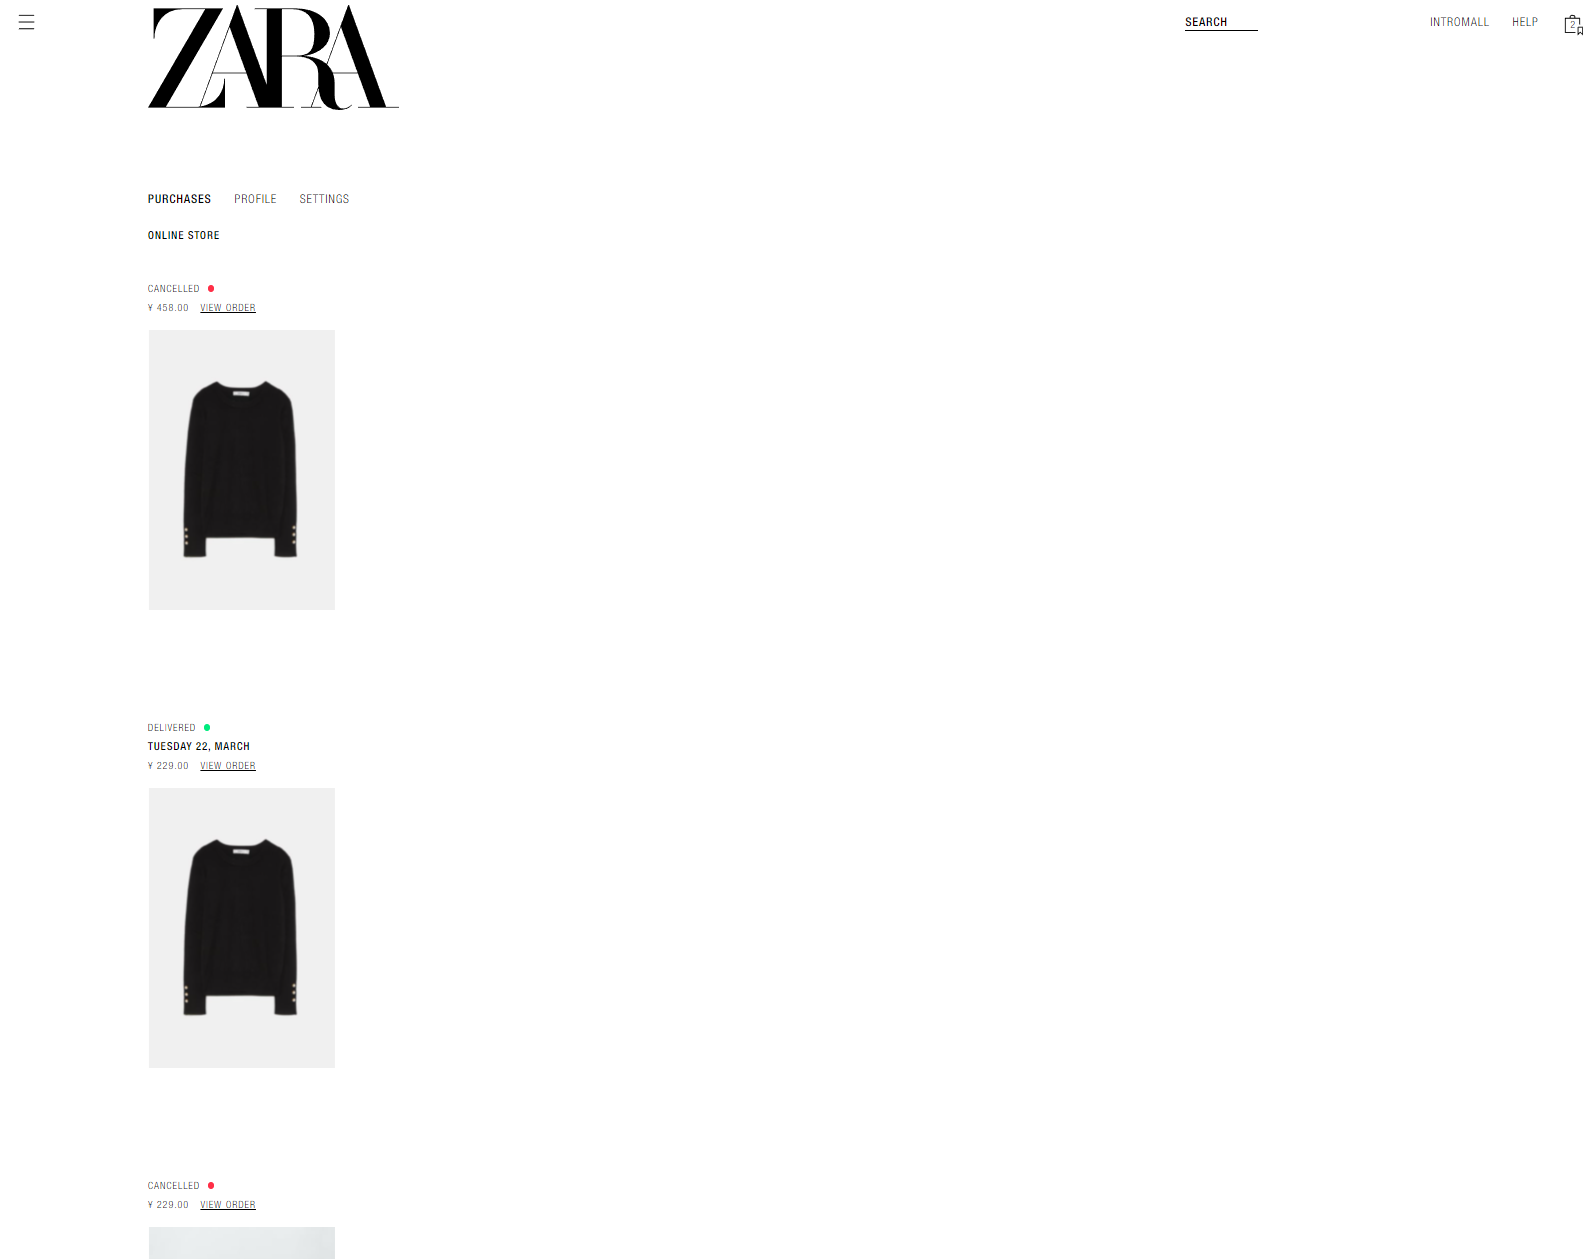 ZARA
SEARCH
INTROMALL
HELP
2
PURCHASES PROFILE SETTINGS
ONLINE STORE
CANCELLED
¥ 458.00 VIEW ORDER
DELIVERED
TUESDAY 22, MARCH
¥ 229.00 VIEW ORDER
CANCELLED
¥ 229.00 VIEW ORDER